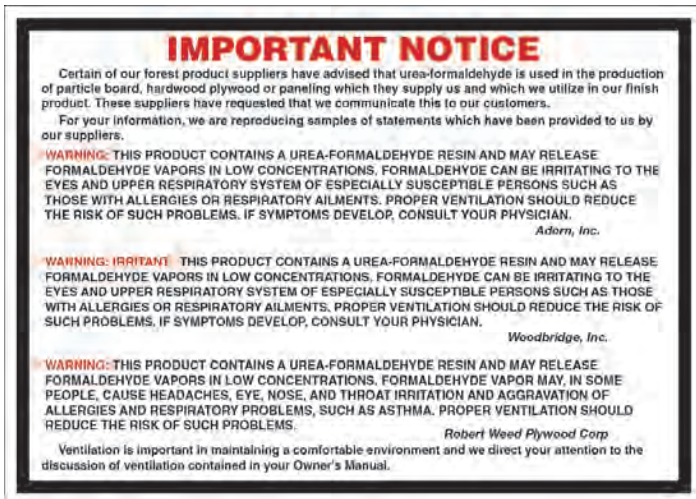 IMPORTANT NOTICE
Certain of our forest product suppliers have advised that urea-formaldehyde is used in the production
of particle board, hardwood plywood or paneling which they supply us and which we utilize in our finish
product. These suppliers have requested that we communicate this to our customers.
For your information, we are reproducing samples of statements which have been provided to us by
our suppliers.
WARNING: THIS PRODUCT CONTAINS A UREA-FORMALDEHYDE RESIN AND MAY RELEASE
FORMALDEHYDE VAPORS IN LOW CONCENTRATIONS. FORMALDEHYDE CAN BE IRRITATING TO THE
EYES AND UPPER RESPIRATORY SYSTEM OF ESPECIALLY SUSCEPTIBLE PERSONS SUCH AS
THOSE WITH ALLERGIES OR RESPIRATORY AILMENTS. PROPER VENTILATION SHOULD REDUCE
THE RISK OF SUCH PROBLEMS. IF SYMPTOMS DEVELOP, CONSULT YOUR PHYSICIAN.
Adorn, Inc.
WARNING: IRRITANT THIS PRODUCT CONTAINS A UREA-FORMALDEHYDE RESIN AND MAY RELEASE
FORMALDEHYDE VAPORS IN LOW CONCENTRATIONS. FORMALDEHYDE CAN BE IRRITATING TO THE
EYES AND UPPER RESPIRATORY SYSTEM OF ESPECIALLY SUSCEPTIBLE PERSONS SUCH AS THOSE
WITH ALLERGIES OR RESPIRATORY AILMENTS. PROPER VENTILATION SHOULD REDUCE THE RISK OF
SUCH PROBLEMS. IF SYMPTOMS DEVELOP, CONSULT YOUR PHYSICIAN.
Woodbridge, Inc.
WARNING: THIS PRODUCT CONTAINS A UREA-FORMALDEHYDE RESIN AND MAY RELEASE
FORMALDEHYDE VAPORS IN LOW CONCENTRATIONS. FORMALDEHYDE VAPOR MAY, IN SOME
PEOPLE, CAUSE HEADACHES, EYE, NOSE, AND THROAT IRRITATION AND AGGRAVATION OF
ALLERGIES AND RESPIRATORY PROBLEMS, SUCH AS ASTHMA. PROPER VENTILATION SHOULD
REDUCE THE RISK OF SUCH PROBLEMS.
Robert Weed Plywood Corp
Ventilation is important in maintaining a comfortable environment and we direct your attention to the
discussion of ventilation contained in your Owner's Manual.